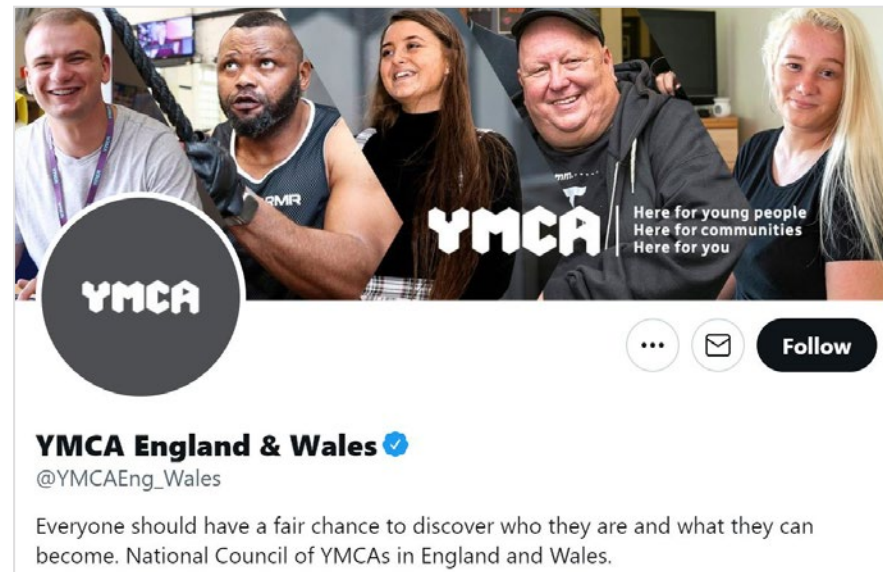 YMCA
Here for young people
Here for communities
Here for you
YMCA
Follow
YMCA England & Wales
@YMCAEng_Wales
Everyone should have a fair chance to discover who they are and what they can
become. National Council of YMCAs in England and Wales.